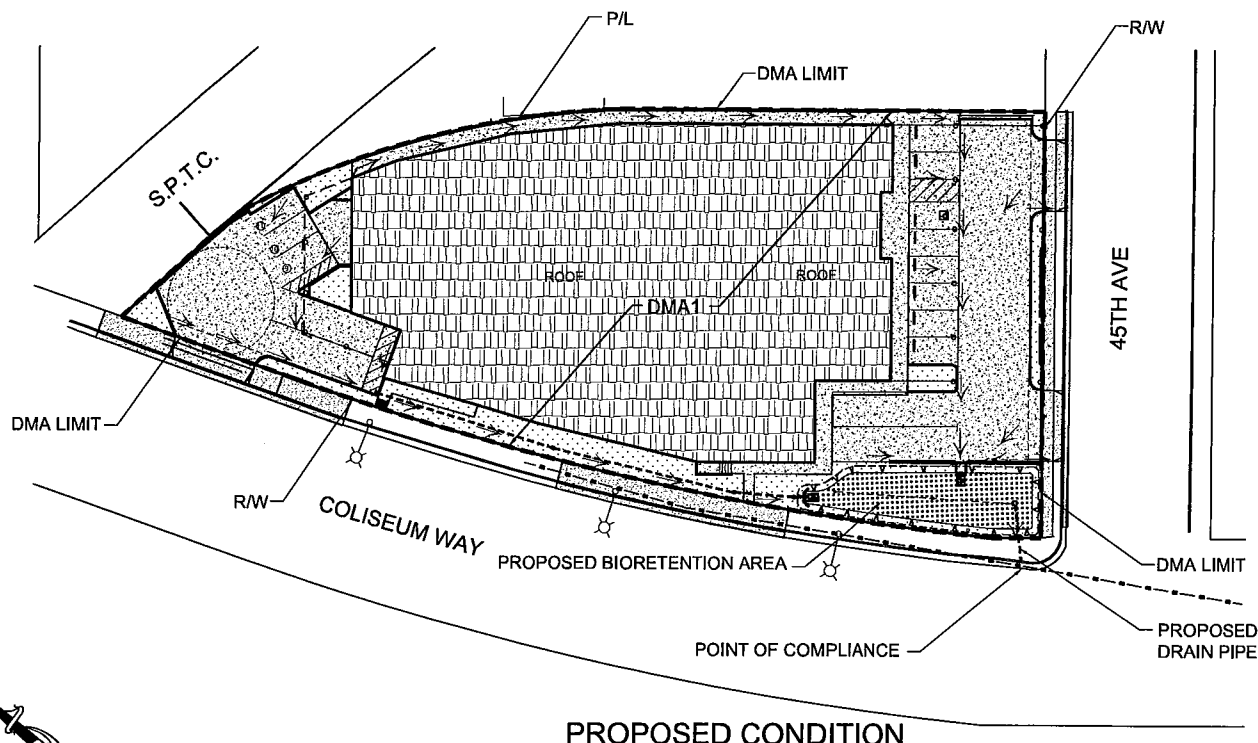 P/L
R/W
DMA LIMIT
S.P.T.C.
ROOF
ROOF
DMA1
45TH AVE
DMA LIMIT
R/W
COLISEUM WAY
PROPOSED BIORETENTION AREA
DMA LIMIT
POINT OF COMPLIANCE
PROPOSED
DRAIN PIPE
PROPOSED CONDITION